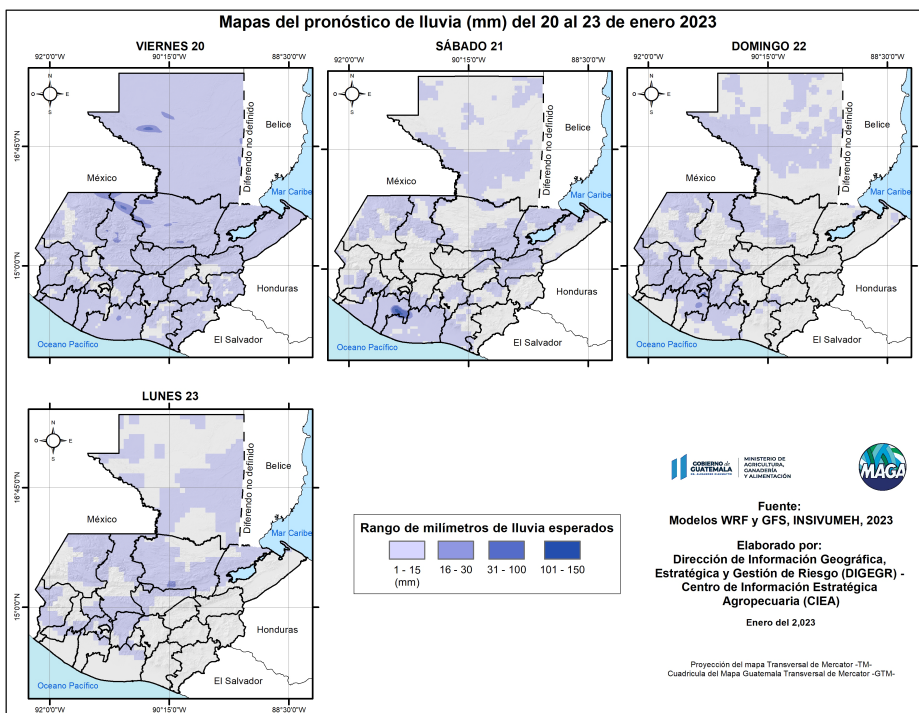 Mapas del pronóstico de lluvia (mm) del 20 al 23 de enero 2023
VIERNES 20
92°0'0"W 90°15'0"W 88°30'0"W
16°45'0"N
15°0'0"N
N
O E
S
México
Belice
Diferendo no definido
Mar Caribe
Honduras
El Salvador
Oceano Pacífico
SÁBADO 21
92°0'0"W 90°15'0"W 88°30'0"W
N
O E
S
México
Belice
Diferendo no definido
Mar Caribe
Honduras
El Salvador
Oceano Pacífico
DOMINGO 22
92°0'0"W 90°15'0"W 88°30'0"W
N
O E
S
México
Belice
Diferendo no definido
Mar Caribe
Honduras
El Salvador
Oceano Pacífico
LUNES 23
16°45'0"N
15°0'0"N
N
O E
S
México
Belice
Diferendo no definido
Mar Caribe
Honduras
El Salvador
Oceano Pacífico
92°0'0"W 90°15'0"W 88°30'0"W
Rango de milímetros de lluvia esperados
1 - 15 16 - 30 31 - 100 101 - 150
(mm)
GOBIERNO de
GUATEMALA
MINISTERIO DE
AGRICULTURA,
GANADERÍA
Y ALIMENTACIÓN
MAGA
Fuente:
Modelos WRF y GFS, INSIVUMEH, 2023
Elaborado por:
Dirección de Información Geográfica,
Estratégica y Gestión de Riesgo (DIGEGR) -
Centro de Información Estratégica
Agropecuaria (CIEA)
Enero del 2,023
Proyección del mapa Transversal de Mercator -TM-
Cuadricula del Mapa Guatemala Transversal de Mercator -GTM-